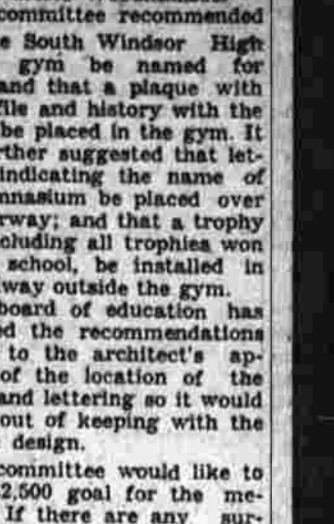 committee recommended
e South Windsor High
gym be named for
and that a plaque with
file and history with the
be placed in the gym. It
rther suggested that let-
indicating the name of
mnasium be placed over
rway; and that a trophy
cluding all trophies won
school, be installed in
way outside the gym.
board of education has
ed the recommendations
to the architect's ap-
of the location of the
and lettering so it would
out of keeping with the
design.
committee would like to
2,500 goal for the me-
If there are any sur-